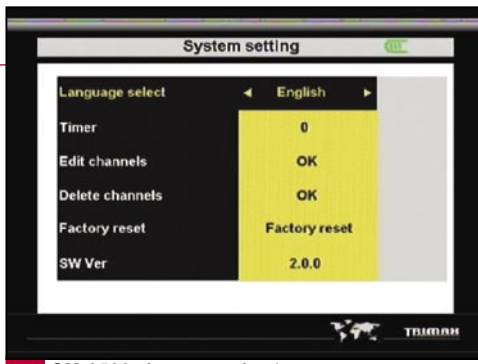 System setting
Language select ◄ English ►
Timer 0
Edit channels OK
Delete channels OK
Factory reset Factory reset
SW Ver 2.0.0
TRIMAX